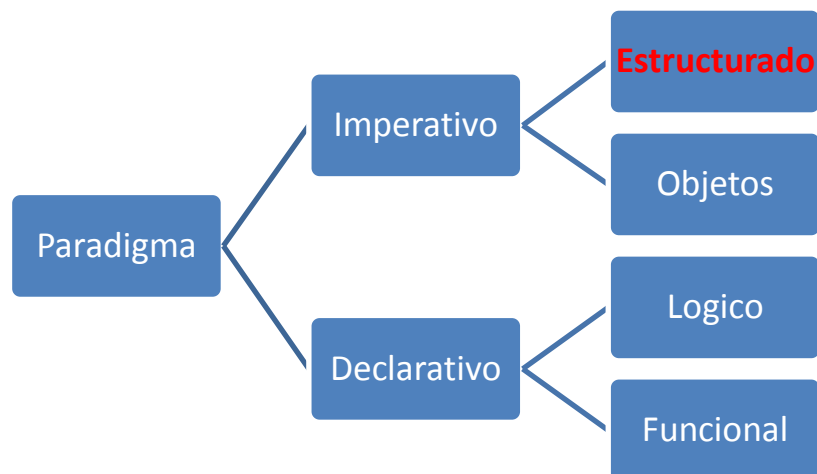 Paradigma
Imperativo
Estructurado
Objetos
Declarativo
Logico
Funcional